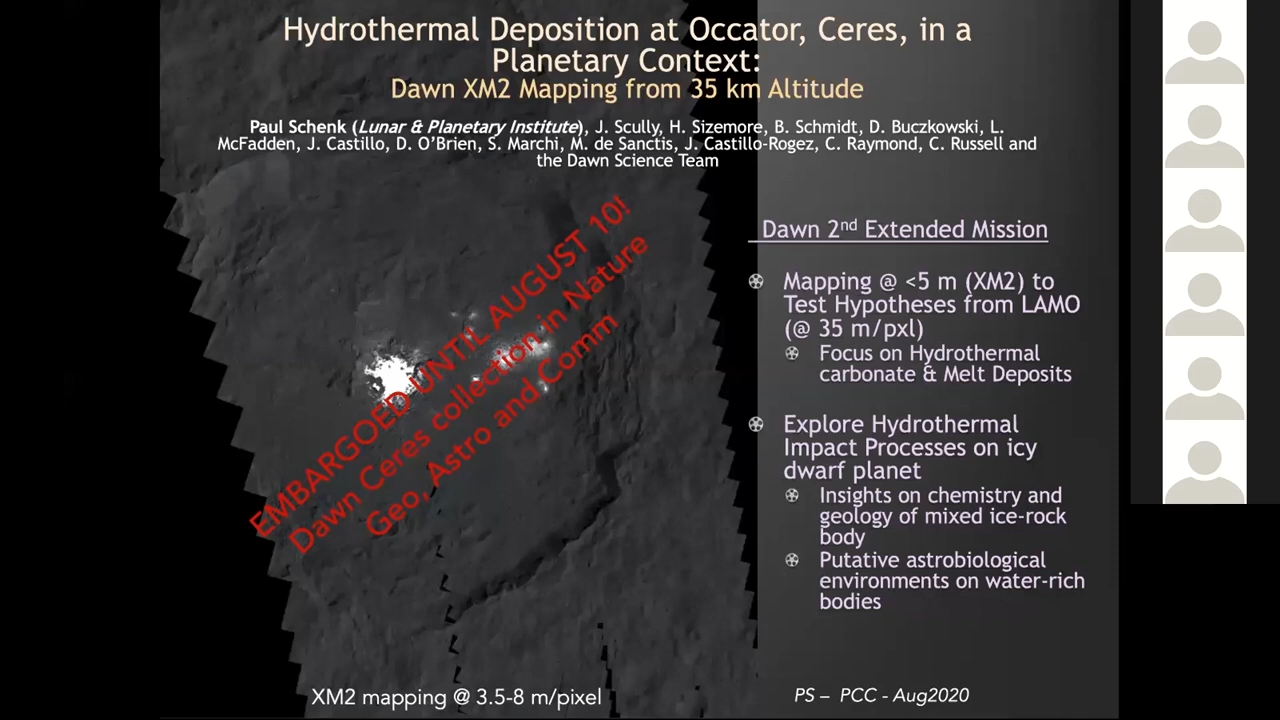 Hydrothermal Deposition at Occator, Ceres, in a
Planetary Context:
Dawn XM2 Mapping from 35 km Altitude
Paul Schenk (Lunar & Planetary Institute), J. Scully, H. Sizemore, B. Schmidt, D. Buczkowski, L.
McFadden, J. Castillo, D. O'Brien, S. Marchi, M. de Sanctis, J. Castillo-Rogez, C. Raymond, C. Russell and
the Dawn Science Team
EMBARGOED UNTIL AUGUST 10!
Dawn Ceres collection in Nature
Geo, Astro and Comm
Dawn 2nd Extended Mission
Mapping @ <5 m (XM2) to
Test Hypotheses from LAMO
(@ 35 m/pxl)
Focus on Hydrothermal
carbonate & Melt Deposits
Explore Hydrothermal
Impact Processes on icy
dwarf planet
Insights on chemistry and
geology of mixed ice-rock
body
Putative astrobiological
environments on water-rich
bodies
XM2 mapping @ 3.5-8 m/pixel
PS – PCC - Aug2020